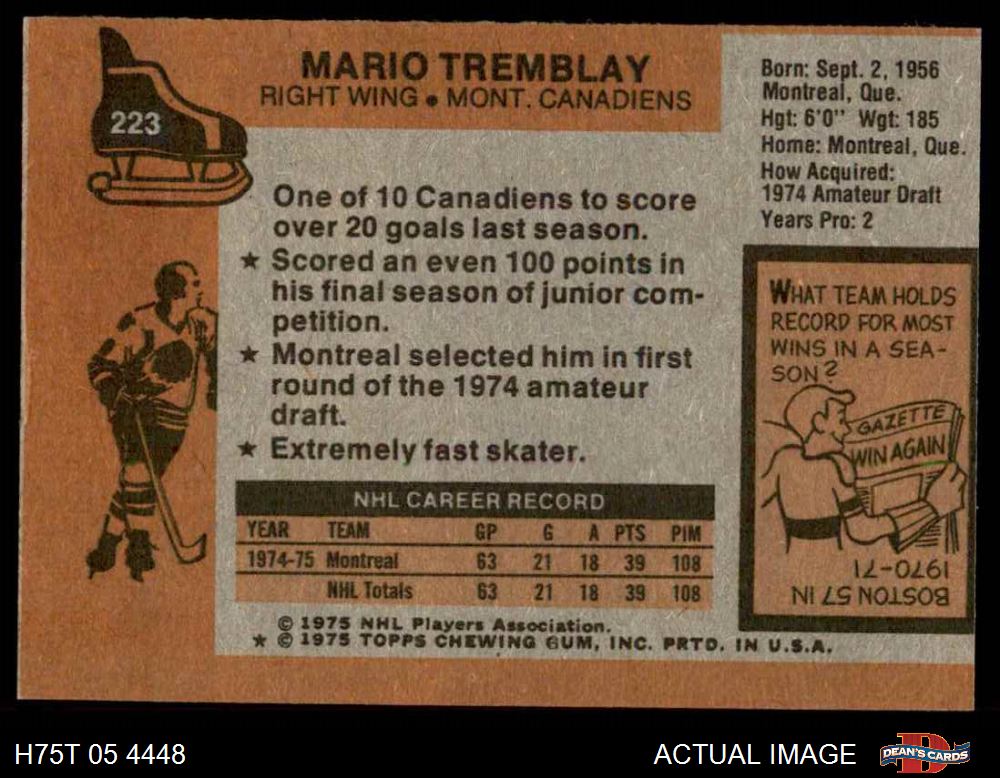 223
MARIO TREMBLAY
RIGHT WING • MONT. CANADIENS
One of 10 Canadiens to score
over 20 goals last season.
★ Scored an even 100 points in
his final season of junior com-
petition.
★ Montreal selected him in first
round of the 1974 amateur
draft.
★ Extremely fast skater.
NHL CAREER RECORD
YEAR TEAM GP G A PTS PIM
1974-75 Montreal 63 21 18 39 108
NHL Totals 63 21 18 39 108
© 1975 NHL Players Association.
★ © 1975 TOPPS CHEWING GUM, INC. PRTD. IN U.S.A.
Born: Sept. 2, 1956
Montreal, Que.
Hgt: 6'0" Wgt: 185
Home: Montreal, Que.
How Acquired:
1974 Amateur Draft
Years Pro: 2
WHAT TEAM HOLDS
RECORD FOR MOST
WINS IN A SEA-
SON?
GAZETTE
WIN AGAIN
BOSTON 57 IN
1970-71
H75T 05 4448
ACTUAL IMAGE
DEAN'S CARDS